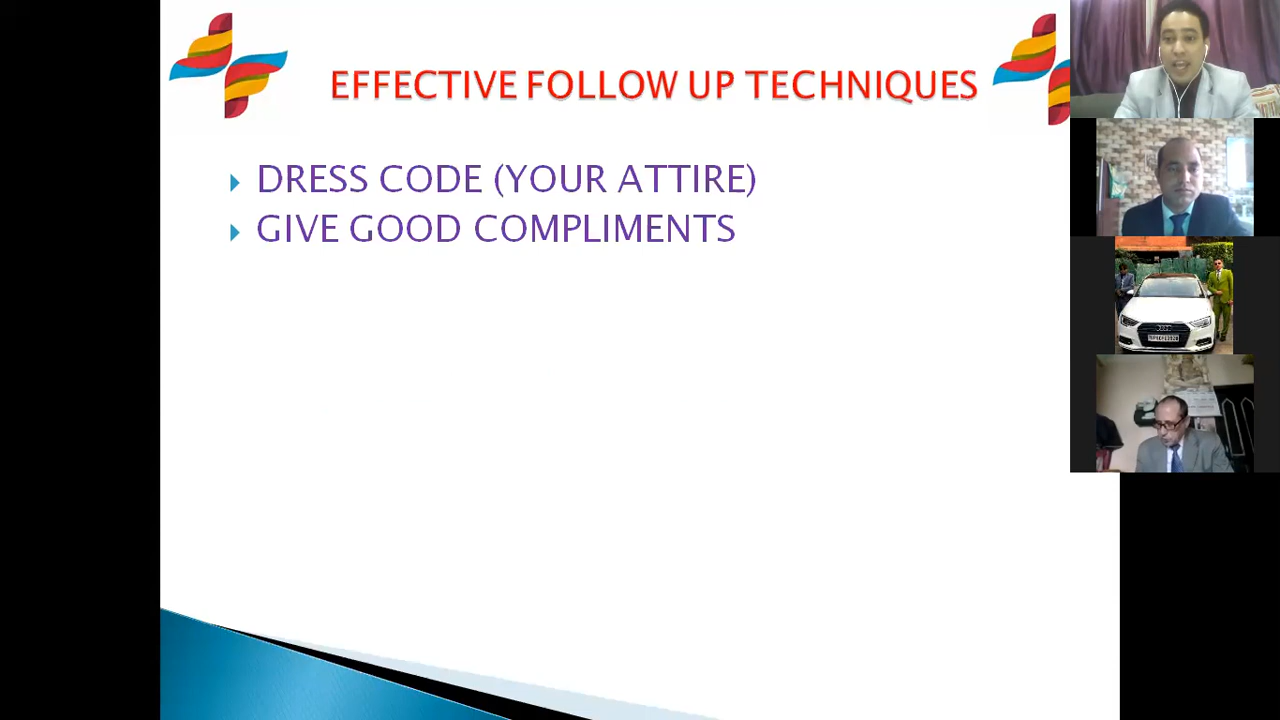 EFFECTIVE FOLLOW UP TECHNIQUES
DRESS CODE (YOUR ATTIRE)
GIVE GOOD COMPLIMENTS